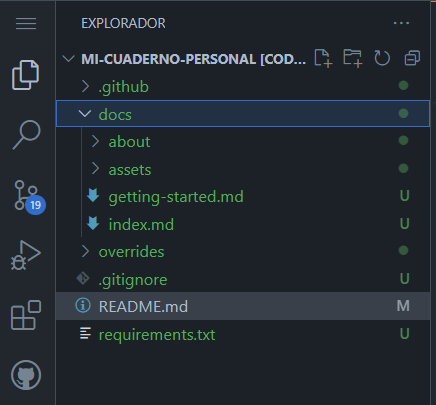 EXPLORADOR
MI-CUADERNO-PERSONAL [COD...
.github
docs
about
assets
getting-started.md U
index.md U
overrides
.gitignore U
README.md M
requirements.txt U
19